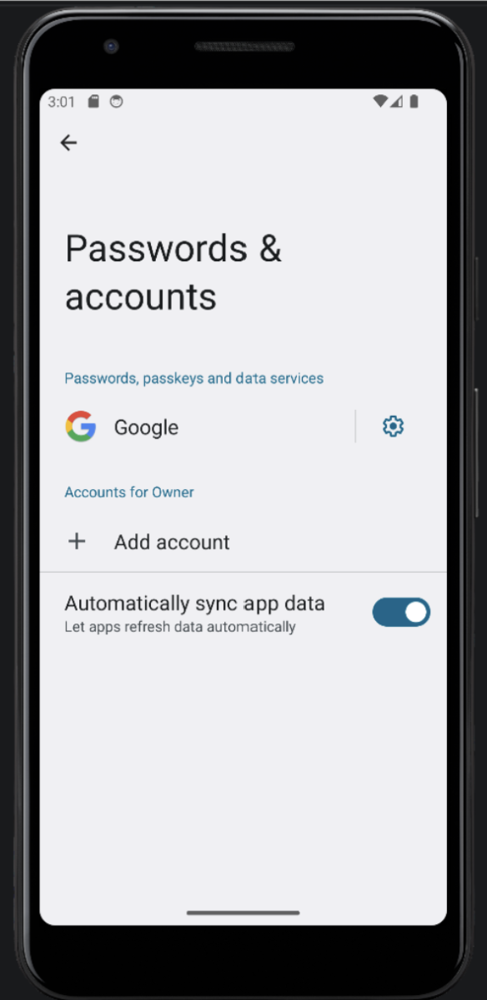 3:01
Passwords &
accounts
Passwords, passkeys and data services
Google
Accounts for Owner
Add account
Automatically sync app data
Let apps refresh data automatically